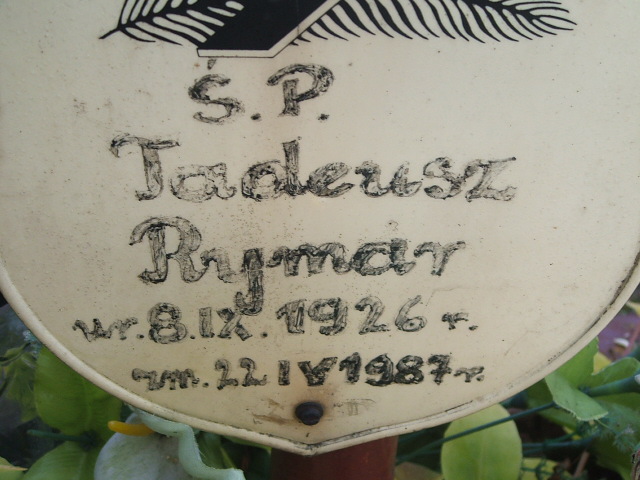 Ś.P.
Tadeusz
Rymar
ur. 8.IX.1926 r.
zm. 22 IV 1987 r.